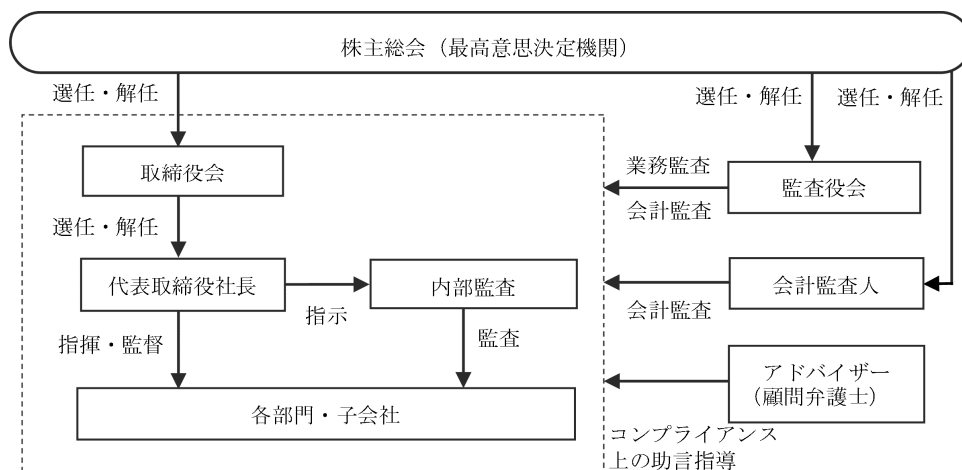 株主総会（最高意思決定機関）
選任・解任
選任・解任
選任・解任
取締役会
業務監査
監査役会
会計監査
選任・解任
代表取締役社長
内部監査
会計監査人
指示
会計監査
指揮・監督
監査
アドバイザー
（顧問弁護士）
各部門・子会社
コンプライアンス
上の助言指導